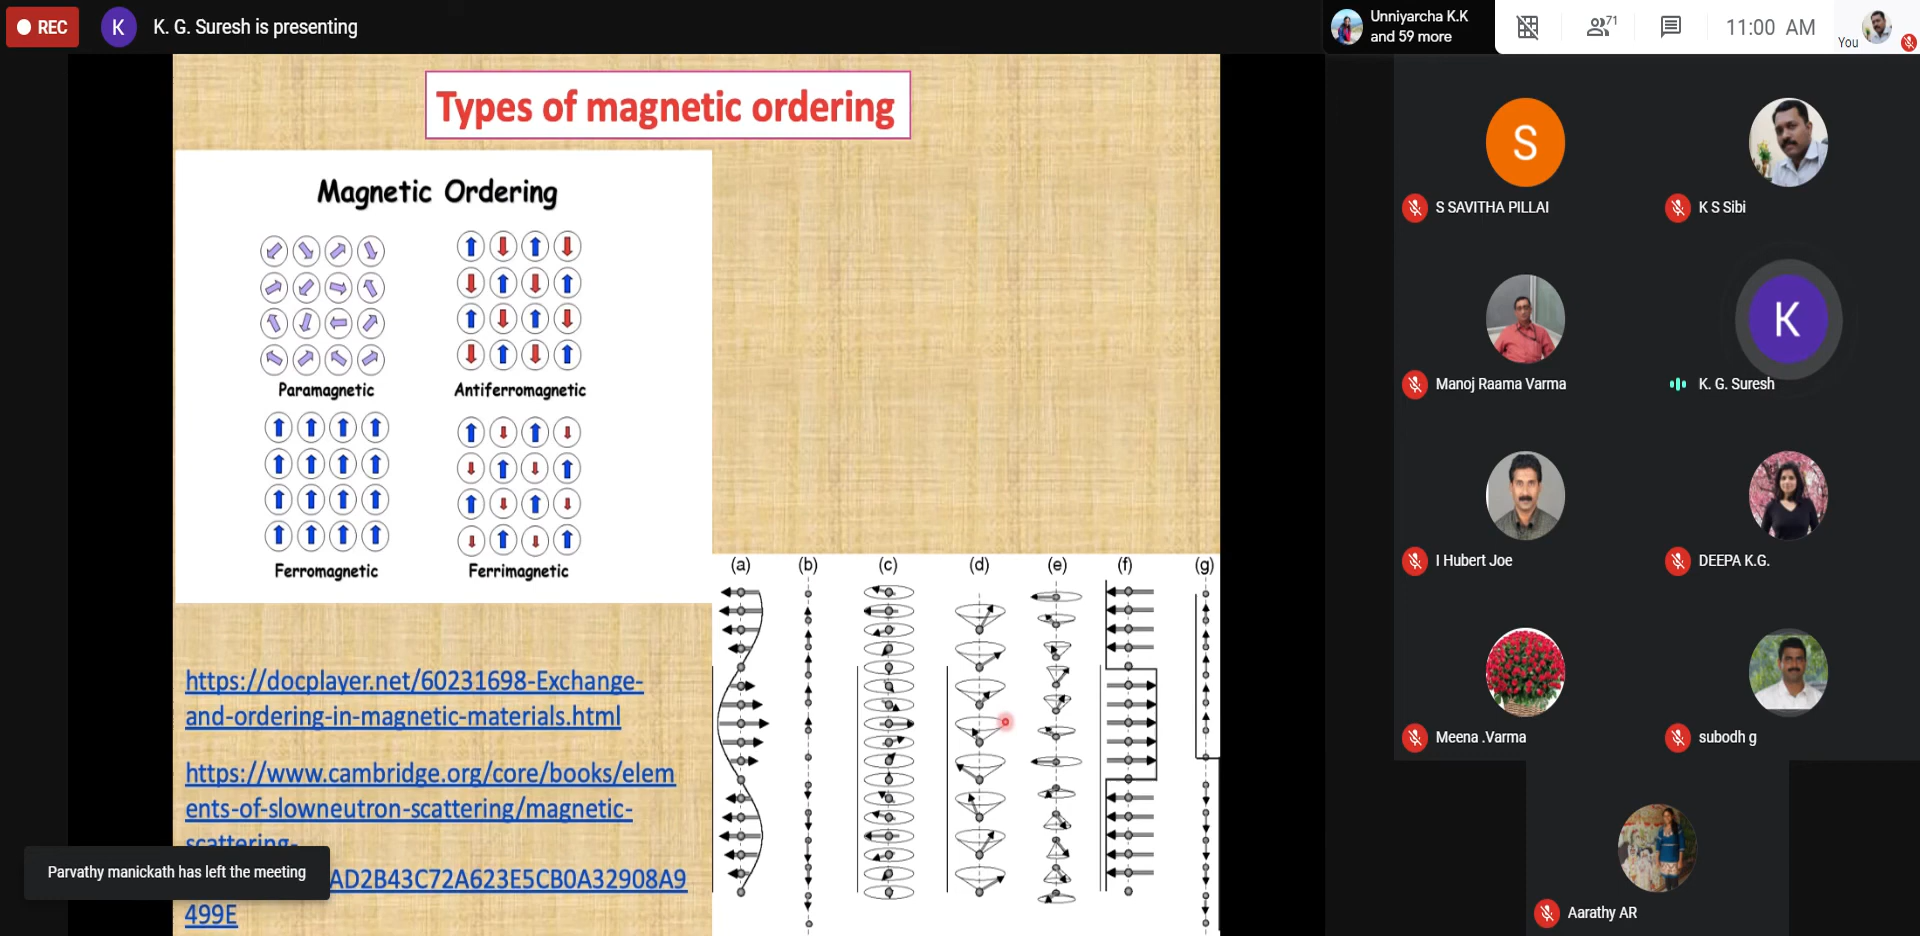 REC
K
K. G. Suresh is presenting
Unniyarcha K.K
and 59 more
71
11:00 AM
You
Types of magnetic ordering
Magnetic Ordering
Paramagnetic
Antiferromagnetic
Ferromagnetic
Ferrimagnetic
https://docplayer.net/60231698-Exchange-
and-ordering-in-magnetic-materials.html
https://www.cambridge.org/core/books/elem
ents-of-slowneutron-scattering/magnetic-
scattering-
AD2B43C72A623E5CB0A32908A9
499E
(a) (b) (c) (d) (e) (f) (g)
Parvathy manickath has left the meeting
S
S SAVITHA PILLAI
K S Sibi
Manoj Raama Varma
K
K. G. Suresh
I Hubert Joe
DEEPA K.G.
Meena .Varma
subodh g
Aarathy AR